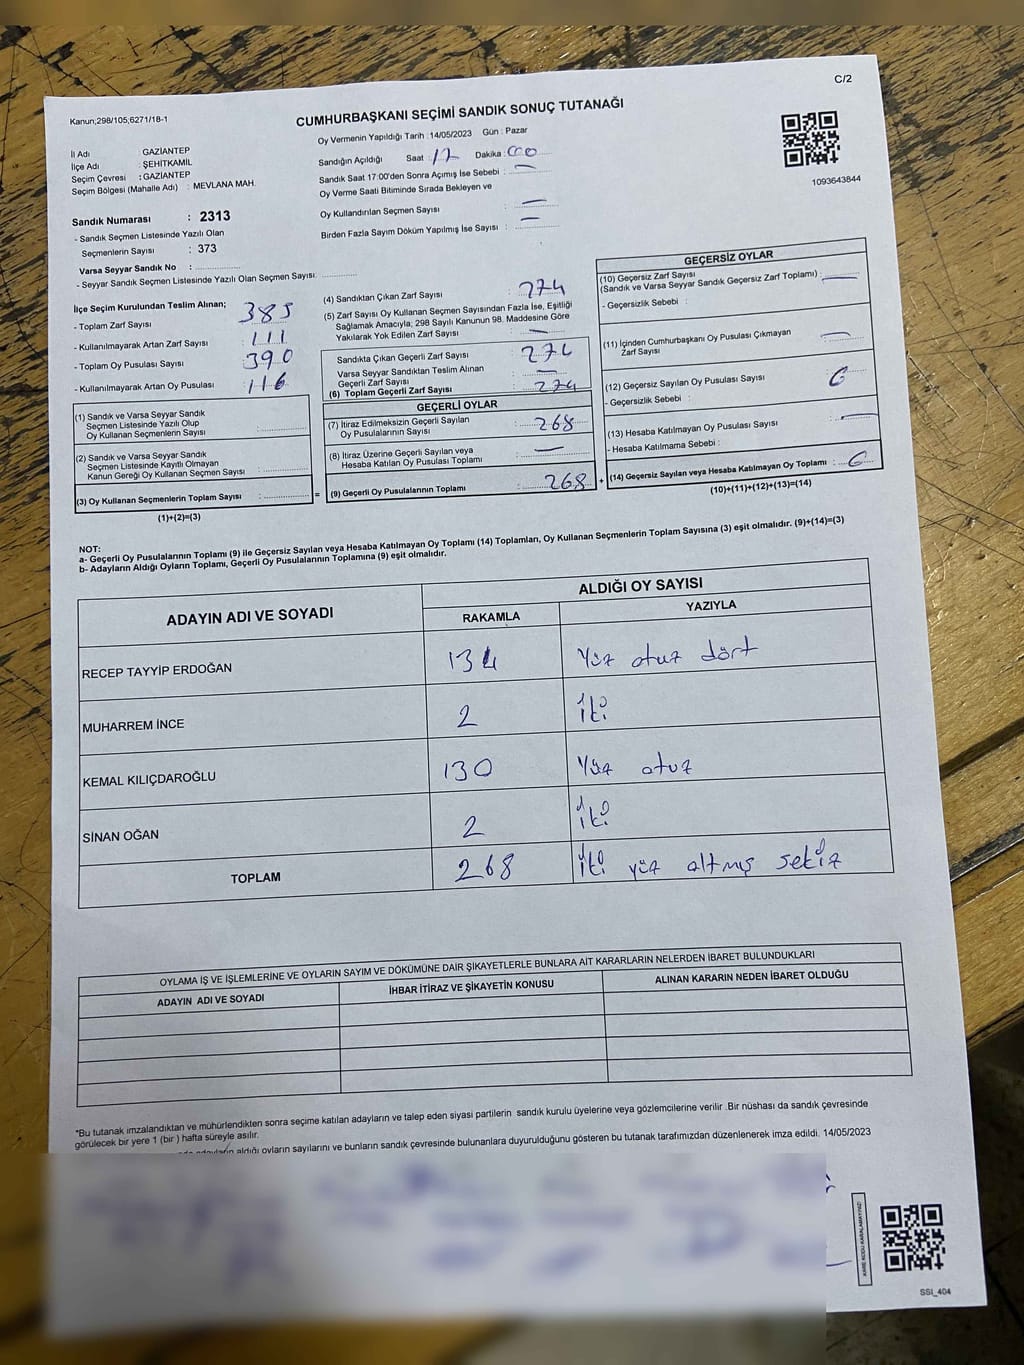 C/2
Kanun;298/105;6271/18-1
CUMHURBAŞKANI SEÇİMİ SANDIK SONUÇ TUTANAĞI
İl Adı GAZİANTEP
İlçe Adı : ŞEHİTKAMİL
Seçim Çevresi : GAZİANTEP
Seçim Bölgesi (Mahalle Adı) : MEVLANA MAH.
Oy Vermenin Yapıldığı Tarih : 14/05/2023 Gün : Pazar
Sandığın Açıldığı Saat : 17 Dakika :
Sandık Saat 17:00'den Sonra Açımış İse Sebebi : —
Oy Verme Saati Bitiminde Sırada Bekleyen ve
Oy Kullandırılan Seçmen Sayısı : —
Birden Fazla Sayım Döküm Yapılmış İse Sayısı : —
1093643844
Sandık Numarası : 2313
- Sandık Seçmen Listesinde Yazılı Olan
Seçmenlerin Sayısı : 373
Varsa Seyyar Sandık No :
- Seyyar Sandık Seçmen Listesinde Yazılı Olan Seçmen Sayısı:
İlçe Seçim Kurulundan Teslim Alınan;
- Toplam Zarf Sayısı : 385
- Kullanılmayarak Artan Zarf Sayısı : 111
- Toplam Oy Pusulası Sayısı : 390
- Kullanılmayarak Artan Oy Pusulası : 116
(1) Sandık ve Varsa Seyyar Sandık
Seçmen Listesinde Yazılı Olup
Oy Kullanan Seçmenlerin Sayısı :
(2) Sandık ve Varsa Seyyar Sandık
Seçmen Listesinde Kayıtlı Olmayan
Kanun Gereği Oy Kullanan Seçmen Sayısı :
(3) Oy Kullanan Seçmenlerin Toplam Sayısı : =
(1)+(2)=(3)
(4) Sandıktan Çıkan Zarf Sayısı : 274
(5) Zarf Sayısı Oy Kullanan Seçmen Sayısından Fazla İse, Eşitliği
Sağlamak Amacıyla; 298 Sayılı Kanunun 98. Maddesine Göre
Yakılarak Yok Edilen Zarf Sayısı : —
Sandıkta Çıkan Geçerli Zarf Sayısı : 274
Varsa Seyyar Sandıktan Teslim Alınan
Geçerli Zarf Sayısı : —
(6) Toplam Geçerli Zarf Sayısı : 274
GEÇERLİ OYLAR
(7) İtiraz Edilmeksizin Geçerli Sayılan
Oy Pusulalarının Sayısı : 268
(8) İtiraz Üzerine Geçerli Sayılan veya
Hesaba Katılan Oy Pusulası Toplamı : —
(9) Geçerli Oy Pusulalarının Toplamı : 268 +
GEÇERSİZ OYLAR
(10) Geçersiz Zarf Sayısı
(Sandık ve Varsa Seyyar Sandık Geçersiz Zarf Toplamı) : —
- Geçersizlik Sebebi :
(11) İçinden Cumhurbaşkanı Oy Pusulası Çıkmayan
Zarf Sayısı : —
(12) Geçersiz Sayılan Oy Pusulası Sayısı : 6
- Geçersizlik Sebebi :
(13) Hesaba Katılmayan Oy Pusulası Sayısı : —
- Hesaba Katılmama Sebebi :
(14) Geçersiz Sayılan veya Hesaba Katılmayan Oy Toplamı : 6
(10)+(11)+(12)+(13)=(14)
NOT:
a- Geçerli Oy Pusulalarının Toplamı (9) ile Geçersiz Sayılan veya Hesaba Katılmayan Oy Toplamı (14) Toplamları, Oy Kullanan Seçmenlerin Toplam Sayısına (3) eşit olmalıdır. (9)+(14)=(3)
b- Adayların Aldığı Oyların Toplamı, Geçerli Oy Pusulalarının Toplamına (9) eşit olmalıdır.
ADAYIN ADI VE SOYADI
ALDIĞI OY SAYISI
RAKAMLA YAZIYLA
RECEP TAYYİP ERDOĞAN 134 Yüz otuz dört
MUHARREM İNCE 2 iki
KEMAL KILIÇDAROĞLU 130 Yüz otuz
SİNAN OĞAN 2 iki
TOPLAM 268 iki yüz altmış sekiz
OYLAMA İŞ VE İŞLEMLERİNE VE OYLARIN SAYIM VE DÖKÜMÜNE DAİR ŞİKAYETLERLE BUNLARA AİT KARARLARIN NELERDEN İBARET BULUNDUKLARI
ADAYIN ADI VE SOYADI İHBAR İTİRAZ VE ŞİKAYETİN KONUSU ALINAN KARARIN NEDEN İBARET OLDUĞU
*Bu tutanak imzalandıktan ve mühürlendikten sonra seçime katılan adayların ve talep eden siyasi partilerin sandık kurulu üyelerine veya gözlemcilerine verilir .Bir nüshası da sandık çevresinde
görülecek bir yere 1 (bir ) hafta süreyle asılır.
aldığı oyların sayılarını ve bunların sandık çevresinde bulunanlara duyurulduğunu gösteren bu tutanak tarafımızdan düzenlenerek imza edildi. 14/05/2023
KARE KODU KARALAMAYINIZ!
SSI_404